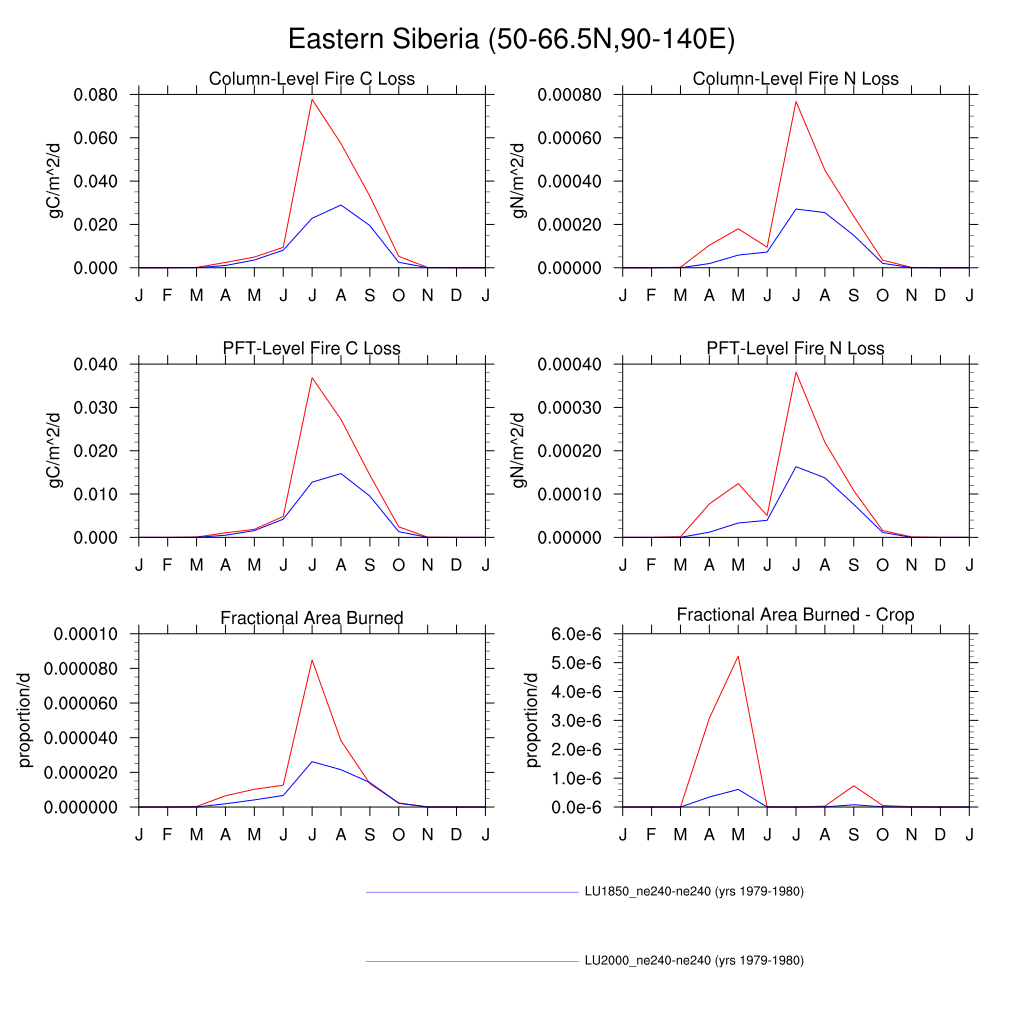 Eastern Siberia (50-66.5N,90-140E)
Column-Level Fire C Loss
gC/m^2/d
0.080
0.060
0.040
0.020
0.000
J F M A M J J A S O N D J
Column-Level Fire N Loss
gN/m^2/d
0.00080
0.00060
0.00040
0.00020
0.00000
J F M A M J J A S O N D J
PFT-Level Fire C Loss
gC/m^2/d
0.040
0.030
0.020
0.010
0.000
J F M A M J J A S O N D J
PFT-Level Fire N Loss
gN/m^2/d
0.00040
0.00030
0.00020
0.00010
0.00000
J F M A M J J A S O N D J
Fractional Area Burned
proportion/d
0.00010
0.000080
0.000060
0.000040
0.000020
0.000000
J F M A M J J A S O N D J
Fractional Area Burned - Crop
proportion/d
6.0e-6
5.0e-6
4.0e-6
3.0e-6
2.0e-6
1.0e-6
0.0e-6
J F M A M J J A S O N D J
LU1850_ne240-ne240 (yrs 1979-1980)
LU2000_ne240-ne240 (yrs 1979-1980)